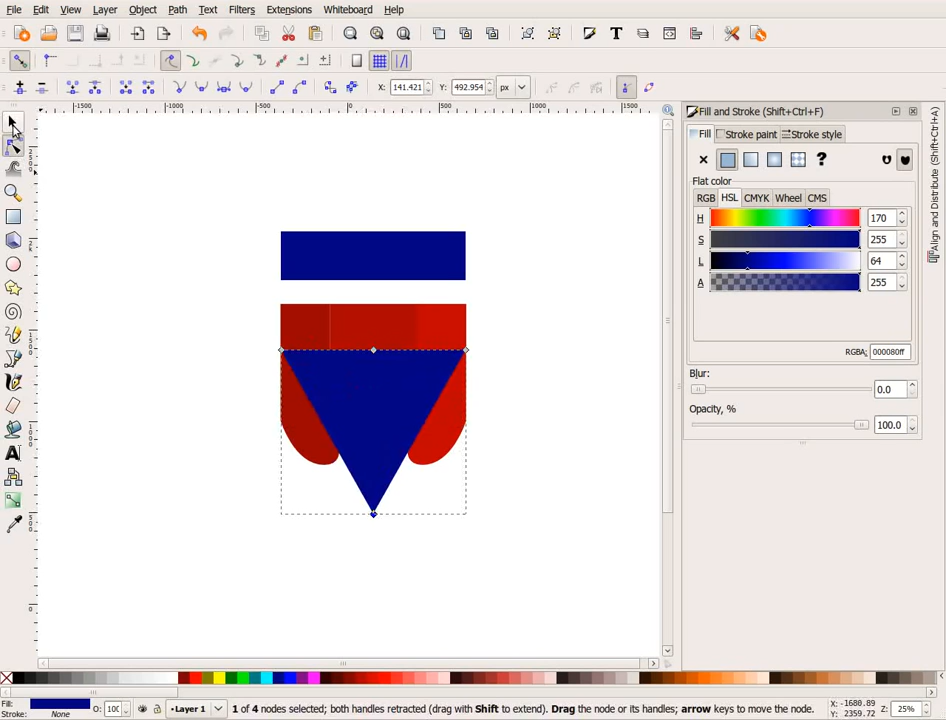 File Edit View Layer Object Path Text Filters Extensions Whiteboard Help
X: 141.421 Y: 492.954 px
-1500 -1000 -500 0 500 1000 1500
Fill and Stroke (Shift+Ctrl+F)
Fill Stroke paint Stroke style
Flat color
RGB HSL CMYK Wheel CMS
H 170
S 255
L 64
A 255
RGBA: 000080ff
Blur:
0.0
Opacity, %
100.0
Align and Distribute (Shift+Ctrl+A)
Fill:
Stroke: None
O: 100
Layer 1
1 of 4 nodes selected; both handles retracted (drag with Shift to extend). Drag the node or its handles; arrow keys to move the node.
X: -1680.89
Y: 2359.72
Z: 25%